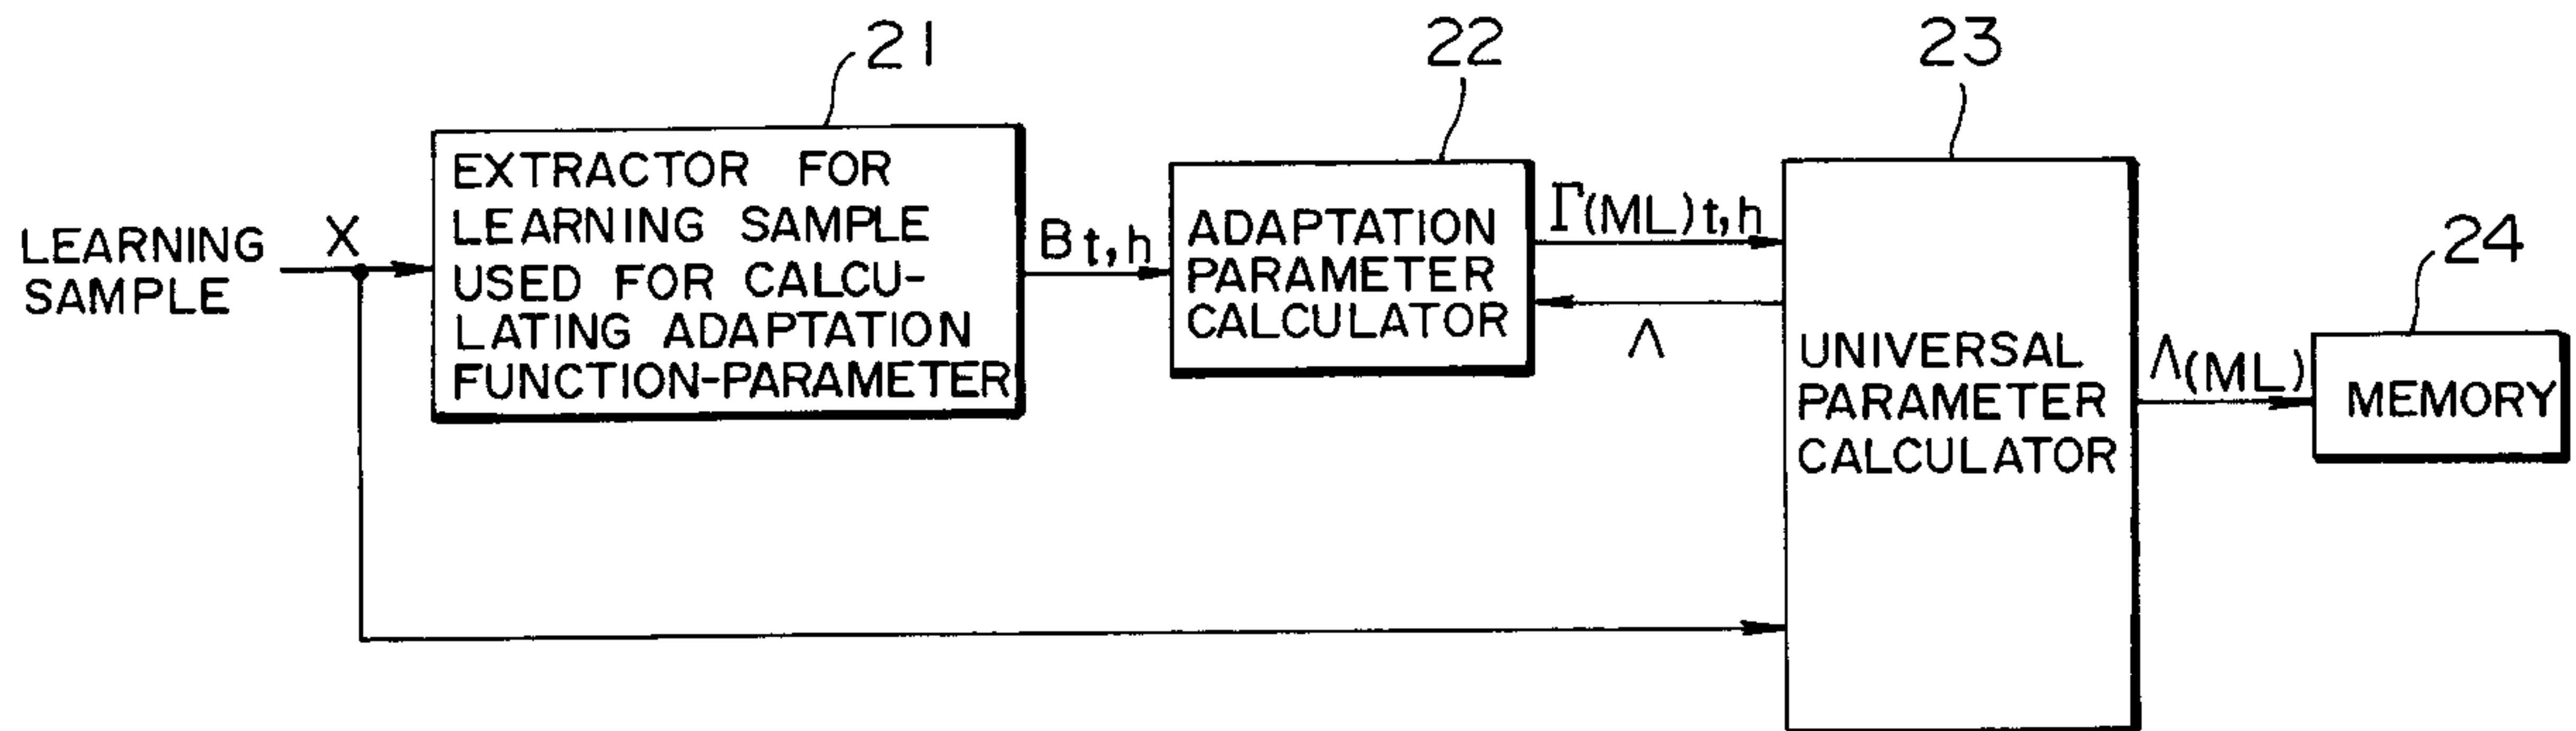 21
22
23
24
LEARNING
SAMPLE
X
EXTRACTOR FOR
LEARNING SAMPLE
USED FOR CALCU-
LATING ADAPTATION
FUNCTION-PARAMETER
Bt,h
ADAPTATION
PARAMETER
CALCULATOR
Γ(ML)t,h
Λ
UNIVERSAL
PARAMETER
CALCULATOR
Λ(ML)
MEMORY